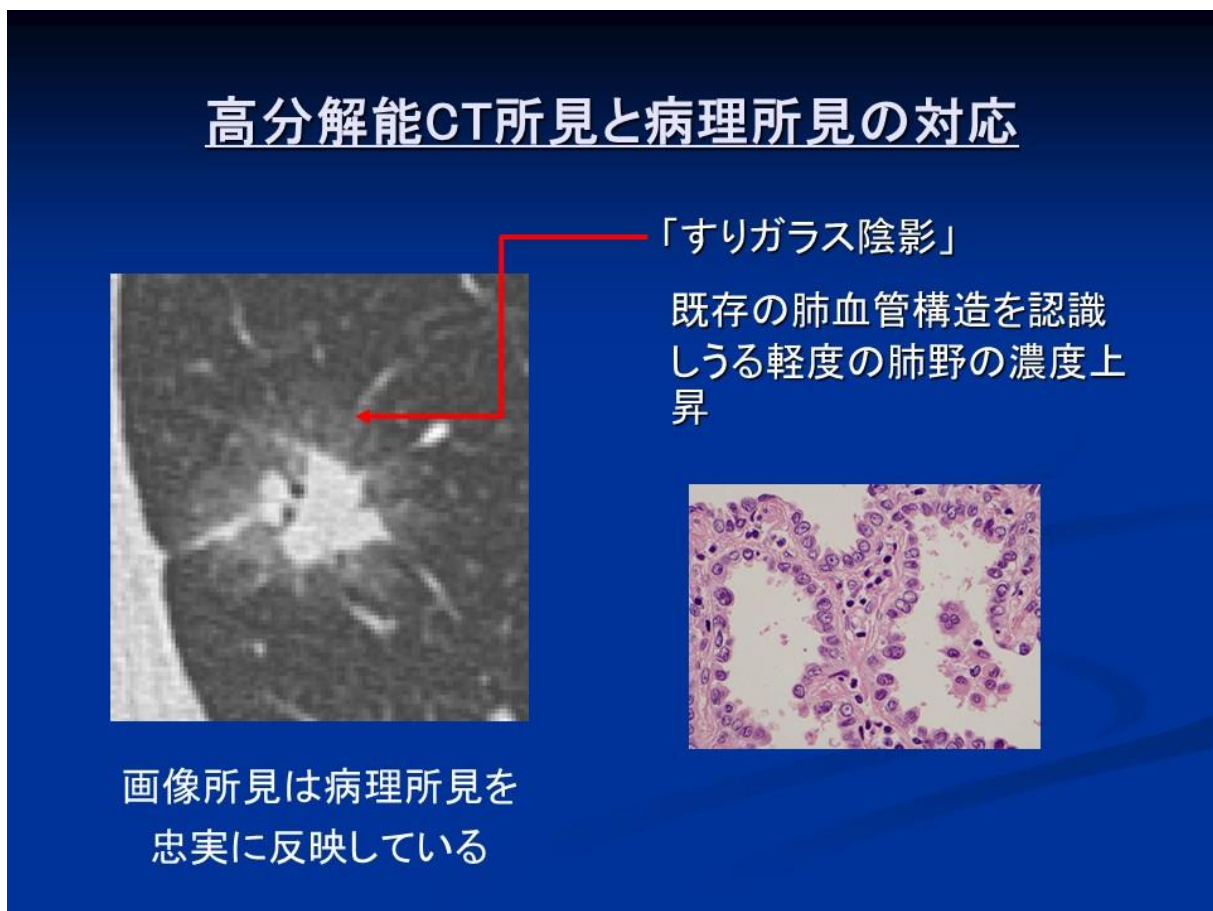 高分解能CT所見と病理所見の対応
「すりガラス陰影」
既存の肺血管構造を認識
しうる軽度の肺野の濃度上
昇
画像所見は病理所見を
忠実に反映している